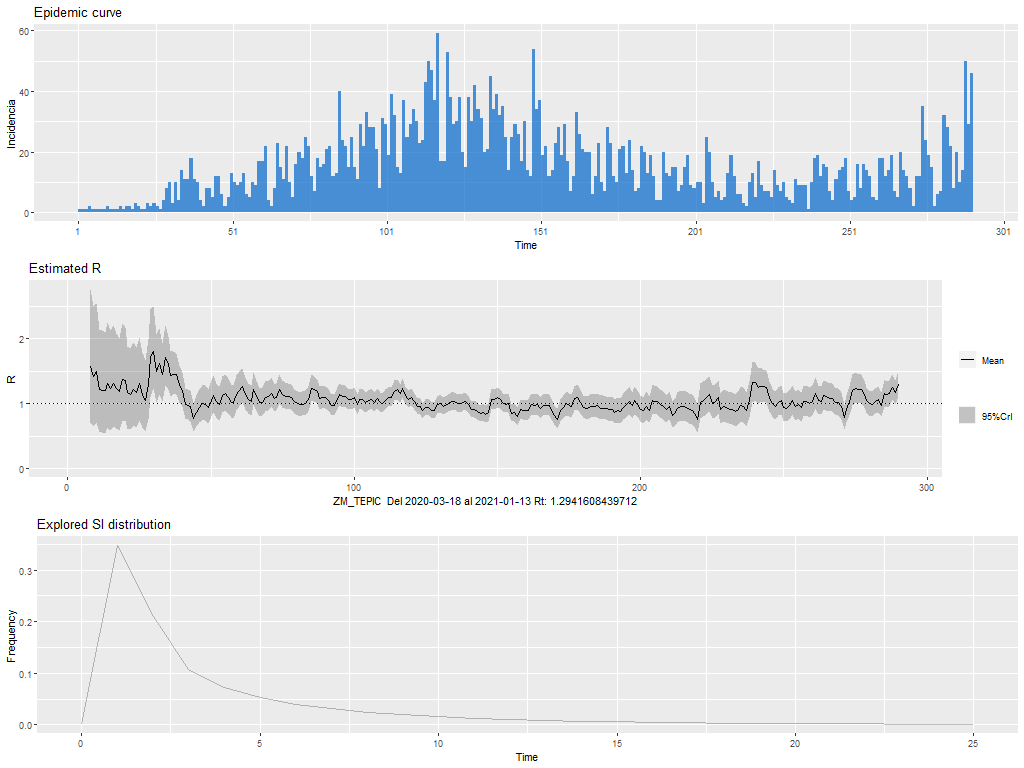 Epidemic curve
60
40
20
0
Incidencia
1
51
101
151
201
251
301
Time
Estimated R
2
1
0
R
0
100
200
300
ZM_TEPIC Del 2020-03-18 al 2021-01-13 Rt: 1.2941608439712
Mean
95%CrI
Explored SI distribution
0.3
0.2
0.1
0.0
Frequency
0
5
10
15
20
25
Time